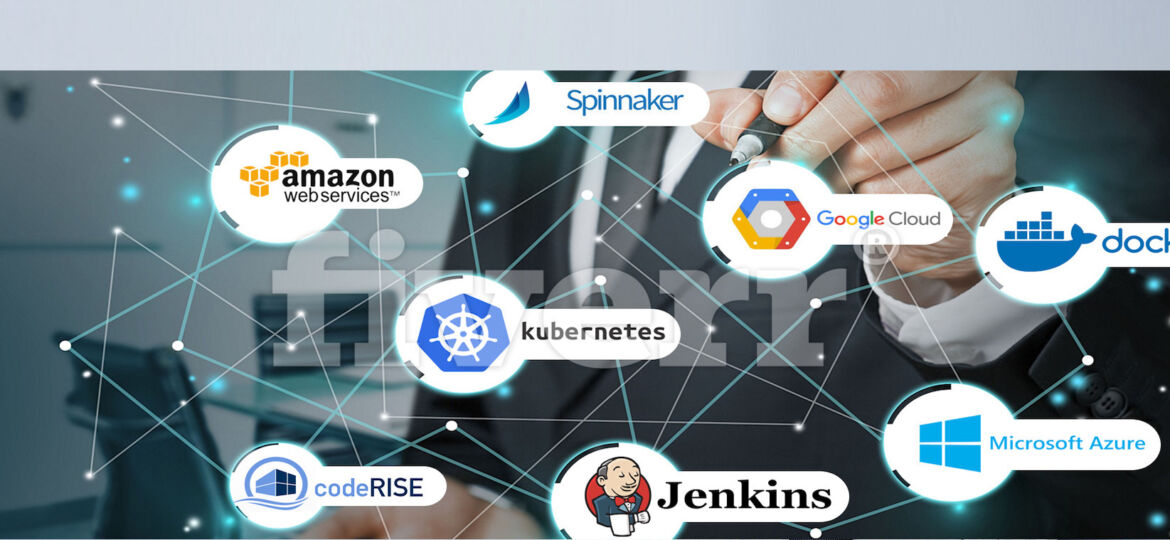 Spinnaker
amazon
webservices™
Google Cloud
dock
fiverr®
kubernetes
Microsoft Azure
codeRISE
Jenkins